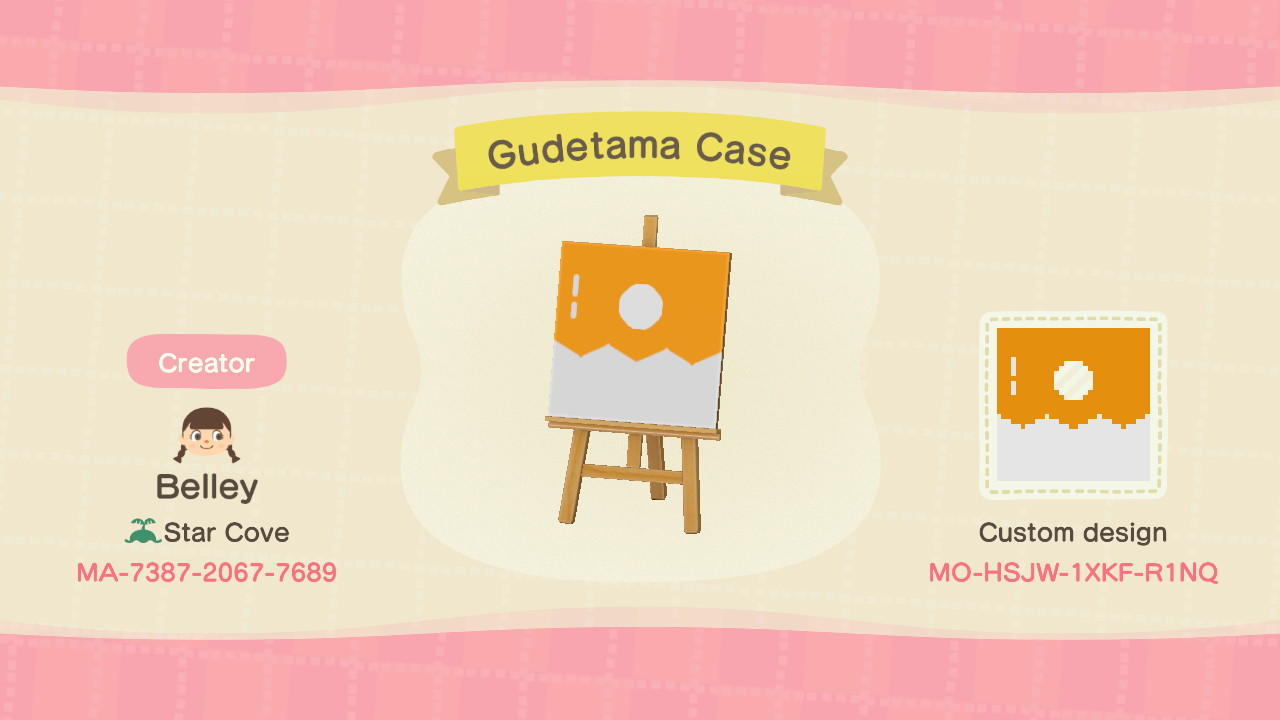 Gudetama Case
Creator
Belley
Star Cove
MA-7387-2067-7689
Custom design
MO-HSJW-1XKF-R1NQ